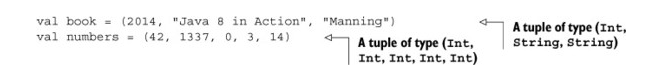 val book = (2014, "Java 8 in Action", "Manning")
A tuple of type (Int,
String, String)
val numbers = (42, 1337, 0, 3, 14)
A tuple of type (Int,
Int, Int, Int, Int)